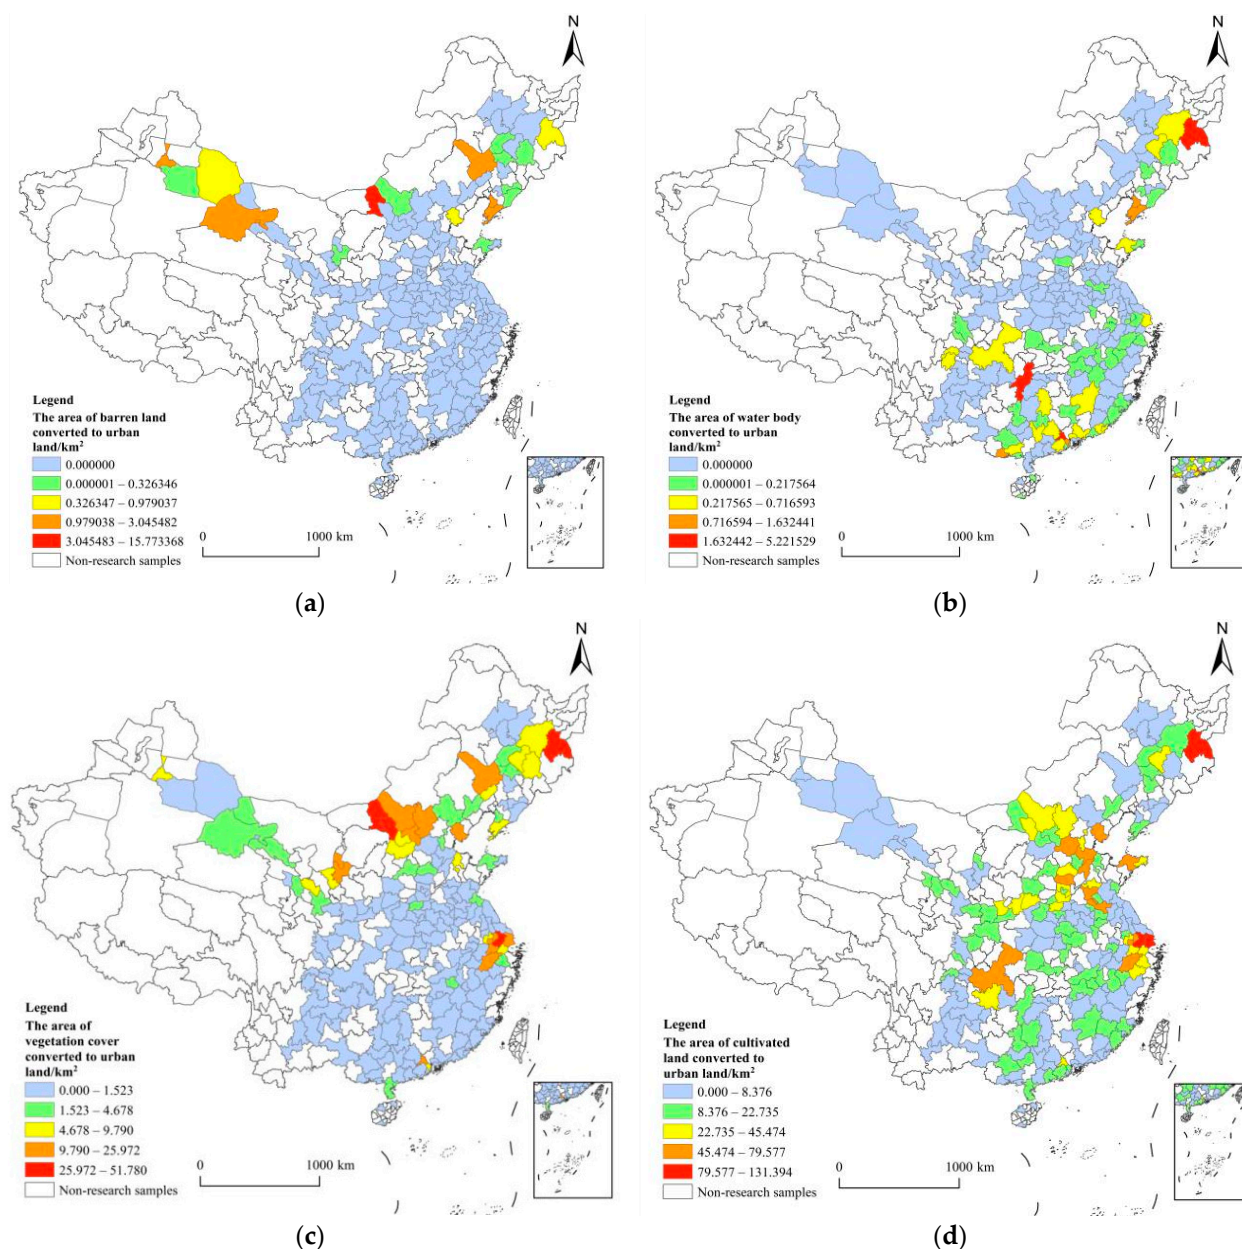 N
Legend
The area of barren land
converted to urban
land/km²
0.000000
0.000001 – 0.326346
0.326347 – 0.979037
0.979038 – 3.045482
3.045483 – 15.773368
Non-research samples
0 1000 km
(a)
N
Legend
The area of water body
converted to urban
land/km²
0.000000
0.000001 – 0.217564
0.217565 – 0.716593
0.716594 – 1.632441
1.632442 – 5.221529
Non-research samples
0 1000 km
(b)
N
Legend
The area of
vegetation cover
converted to urban
land/km²
0.000 – 1.523
1.523 – 4.678
4.678 – 9.790
9.790 – 25.972
25.972 – 51.780
Non-research samples
0 1000 km
(c)
N
Legend
The area of cultivated
land converted to
urban land/km²
0.000 – 8.376
8.376 – 22.735
22.735 – 45.474
45.474 – 79.577
79.577 – 131.394
Non-research samples
0 1000 km
(d)